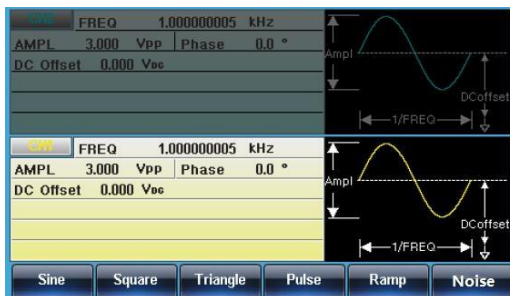 CH2 FREQ 1.000000005 kHz
AMPL 3.000 Vpp Phase 0.0 °
DC Offset 0.000 VDC
Ampl
DCoffset
1/FREQ
CH1 FREQ 1.000000005 kHz
AMPL 3.000 Vpp Phase 0.0 °
DC Offset 0.000 VDC
Ampl
DCoffset
1/FREQ
Sine Square Triangle Pulse Ramp Noise